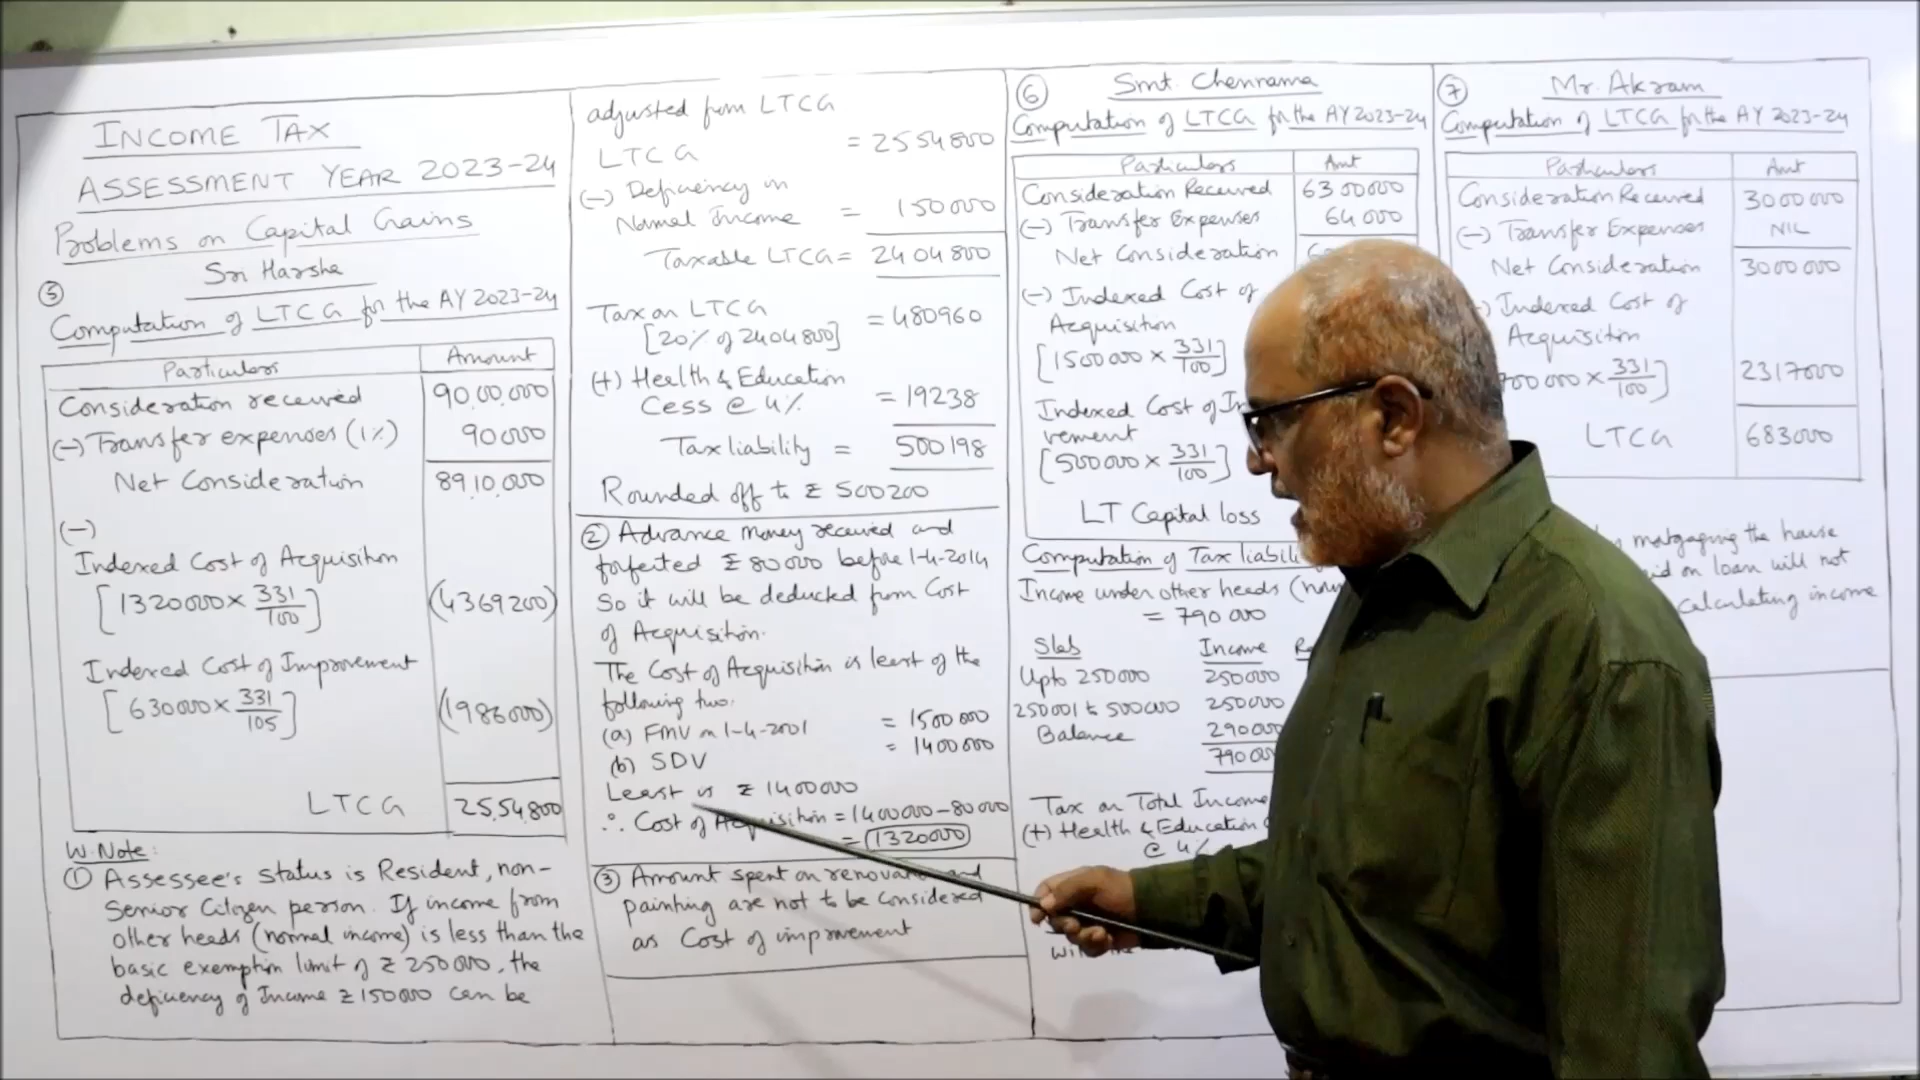 INCOME TAX
ASSESSMENT YEAR 2023-24
Problems on Capital Gains
⑤ Sri Harsha
Computation of LTCG for the AY 2023-24
Particulars Amount
Consideration received 90,00,000
(-) Transfer expenses (1%) 90000
Net Consideration 89,10,000
(-)
Indexed Cost of Acquisition
[1320000 × 331/100] (4369200)
Indexed Cost of Improvement
[630000 × 331/105] (1986000)
LTCG 25,54,800
W.Note:
① Assessee's status is Resident, non-
Senior Citizen person. If income from
other heads (normal income) is less than the
basic exemption limit of ₹ 250000, the
deficiency of Income ₹ 150000 can be
adjusted from LTCG
LTCG = 2554800
(-) Deficiency in
Normal Income = 150000
Taxable LTCG = 2404800
Tax on LTCG
[20% of 2404800] = 480960
(+) Health & Education
Cess @ 4% = 19238
Tax liability = 500198
Rounded off to ₹ 500200
② Advance money received and
forfeited ₹ 80000 before 1-4-2014
So it will be deducted from Cost
of Acquisition.
The Cost of Acquisition is least of the
following two.
(a) FMV on 1-4-2001 = 1500000
(b) SDV = 1400000
Least is ₹ 1400000
∴ Cost of Acquisition = 1400000-80000
= 1320000
③ Amount spent on and
painting are not to be considered
as Cost of improvement
⑥ Smt. Chenrama
Computation of LTCG for the AY 2023-24
Particulars Amt
Consideration Received 6300000
(-) Transfer Expenses 64000
Net Consideration
(-) Indexed Cost of
Acquisition
[1500000 × 331/100]
Indexed Cost of
vement
[500000 × 331/100]
LT Capital loss
Computation of Tax
Income under other heads
= 790000
Slab Income
Upto 250000 250000
250001 to 500000 250000
Balance 290000
790000
Tax on Total Income
(+) Health & Education
@ 4%
⑦ Mr. Akram
Computation of LTCG for the AY 2023-24
Particulars Amt
Consideration Received 3000000
(-) Transfer Expenses NIL
Net Consideration 3000000
Indexed Cost of
Acquisition
00000 × 331/100] 2317000
LTCG 683000
mortgaging the house
on loan will not
calculating income